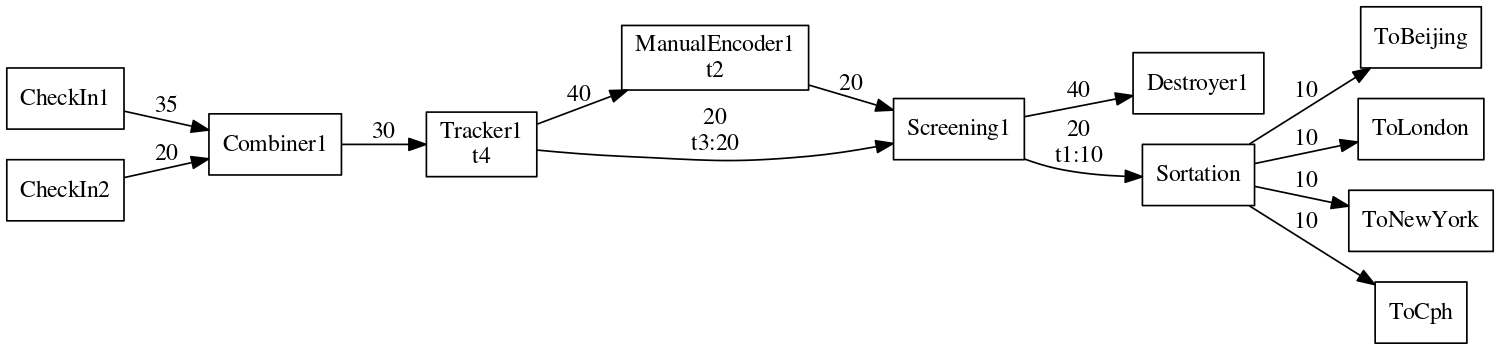 CheckIn1
35
CheckIn2
20
Combiner1
30
Tracker1
t4
40
20
t3:20
ManualEncoder1
t2
20
Screening1
40
20
t1:10
Destroyer1
Sortation
10
10
10
10
ToBeijing
ToLondon
ToNewYork
ToCph